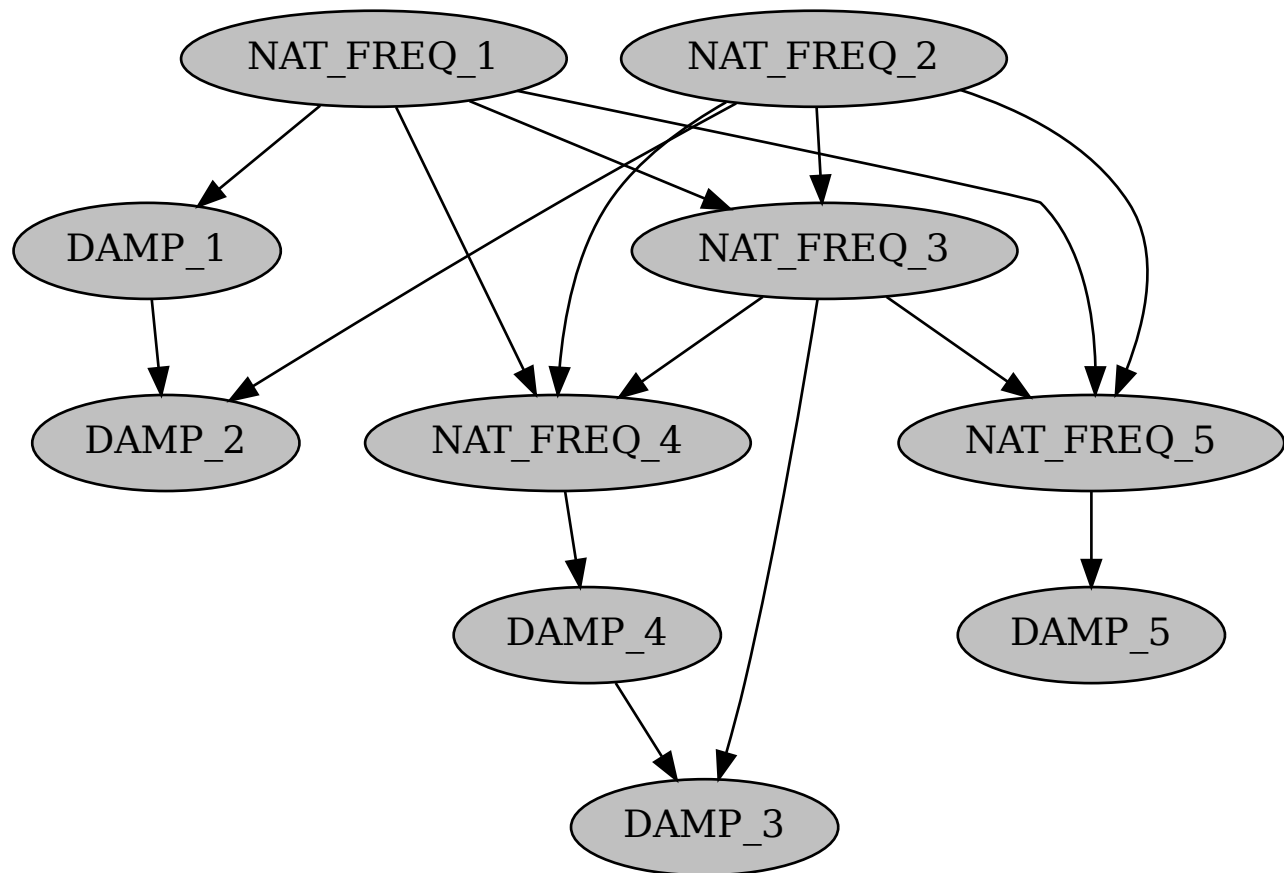 NAT_FREQ_1
NAT_FREQ_2
DAMP_1
NAT_FREQ_3
DAMP_2
NAT_FREQ_4
NAT_FREQ_5
DAMP_4
DAMP_5
DAMP_3